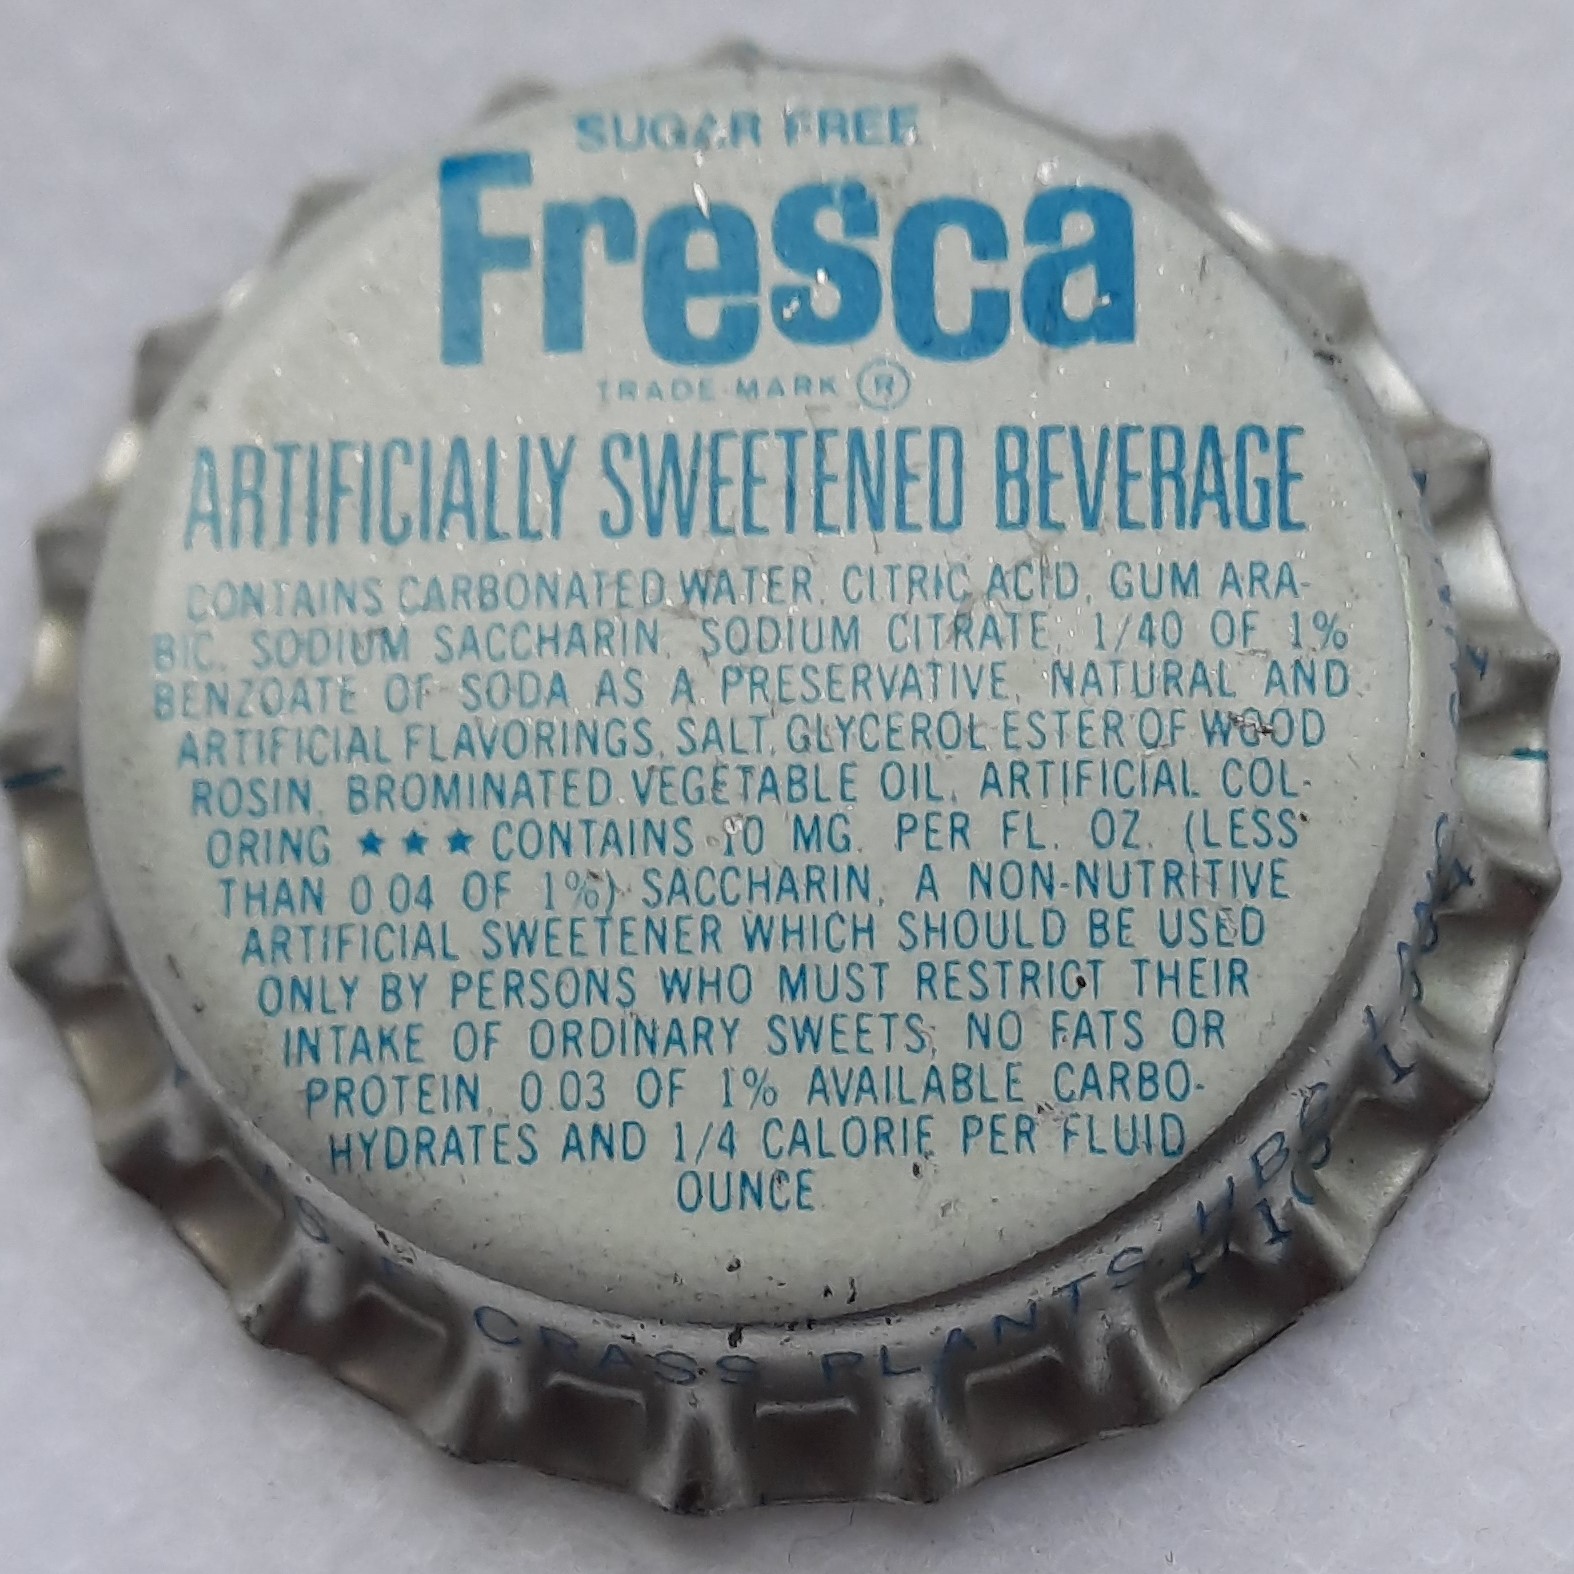 SUGAR FREE
Fresca
TRADE-MARK ®
ARTIFICIALLY SWEETENED BEVERAGE
CONTAINS CARBONATED WATER, CITRIC ACID, GUM ARA-
BIC, SODIUM SACCHARIN, SODIUM CITRATE, 1/40 OF 1%
BENZOATE OF SODA AS A PRESERVATIVE, NATURAL AND
ARTIFICIAL FLAVORINGS, SALT, GLYCEROL ESTER OF WOOD
ROSIN, BROMINATED VEGETABLE OIL, ARTIFICIAL COL-
ORING ★ ★ ★ CONTAINS 10 MG. PER FL. OZ. (LESS
THAN 0.04 OF 1%) SACCHARIN, A NON-NUTRITIVE
ARTIFICIAL SWEETENER WHICH SHOULD BE USED
ONLY BY PERSONS WHO MUST RESTRICT THEIR
INTAKE OF ORDINARY SWEETS; NO FATS OR
PROTEIN, 0.03 OF 1% AVAILABLE CARBO-
HYDRATES AND 1/4 CALORIE PER FLUID
OUNCE
PLANTS